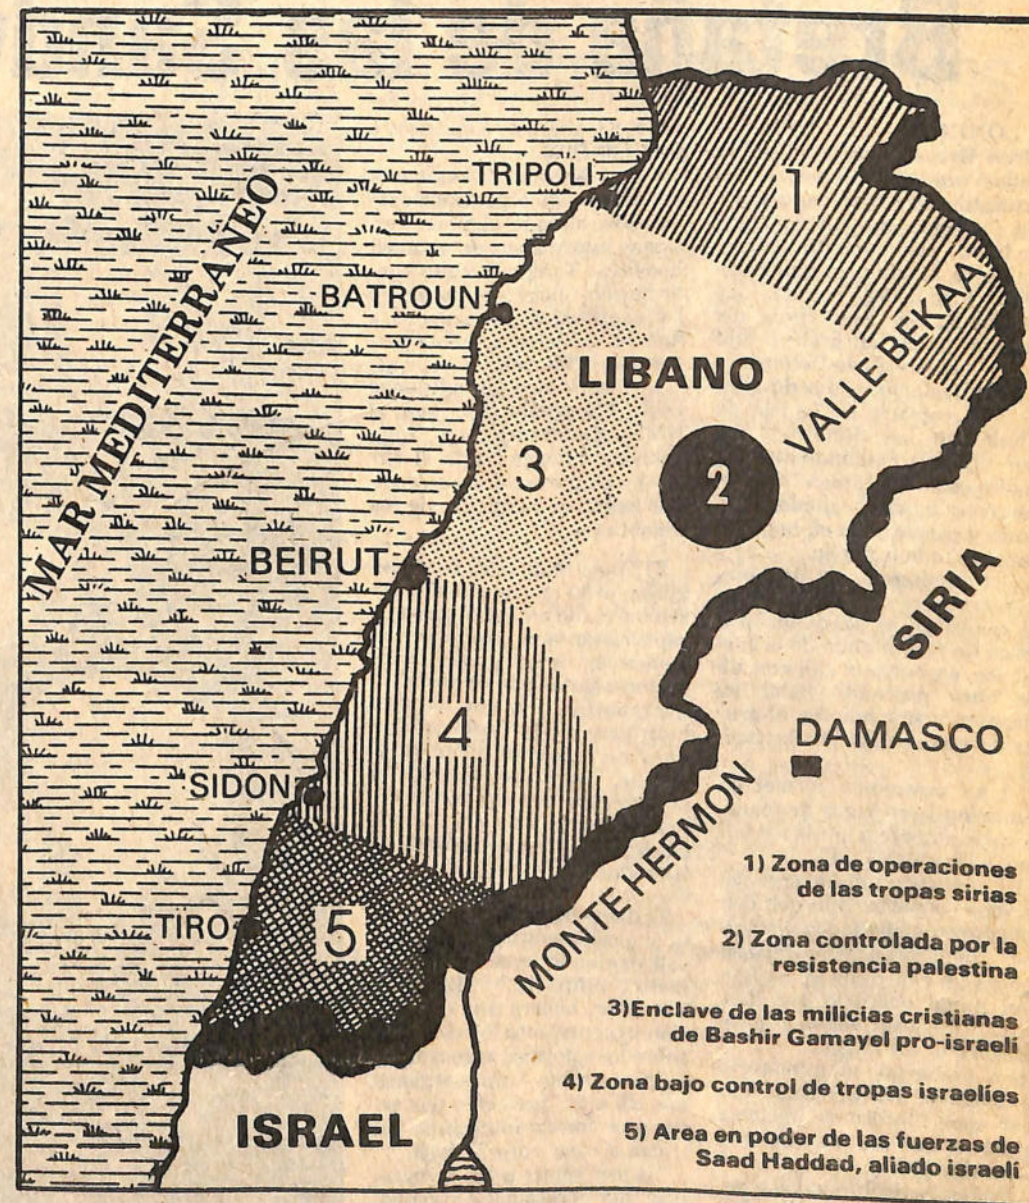 MAR MEDITERRANEO
TRIPOLI
1
BATROUN
LIBANO
VALLE BEKAA
3
2
BEIRUT
SIRIA
4
DAMASCO
SIDON
MONTE HERMON
TIRO
5
ISRAEL
1) Zona de operaciones
de las tropas sirias
2) Zona controlada por la
resistencia palestina
3)Enclave de las milicias cristianas
de Bashir Gamayel pro-israelí
4) Zona bajo control de tropas israelíes
5) Area en poder de las fuerzas de
Saad Haddad, aliado israelí